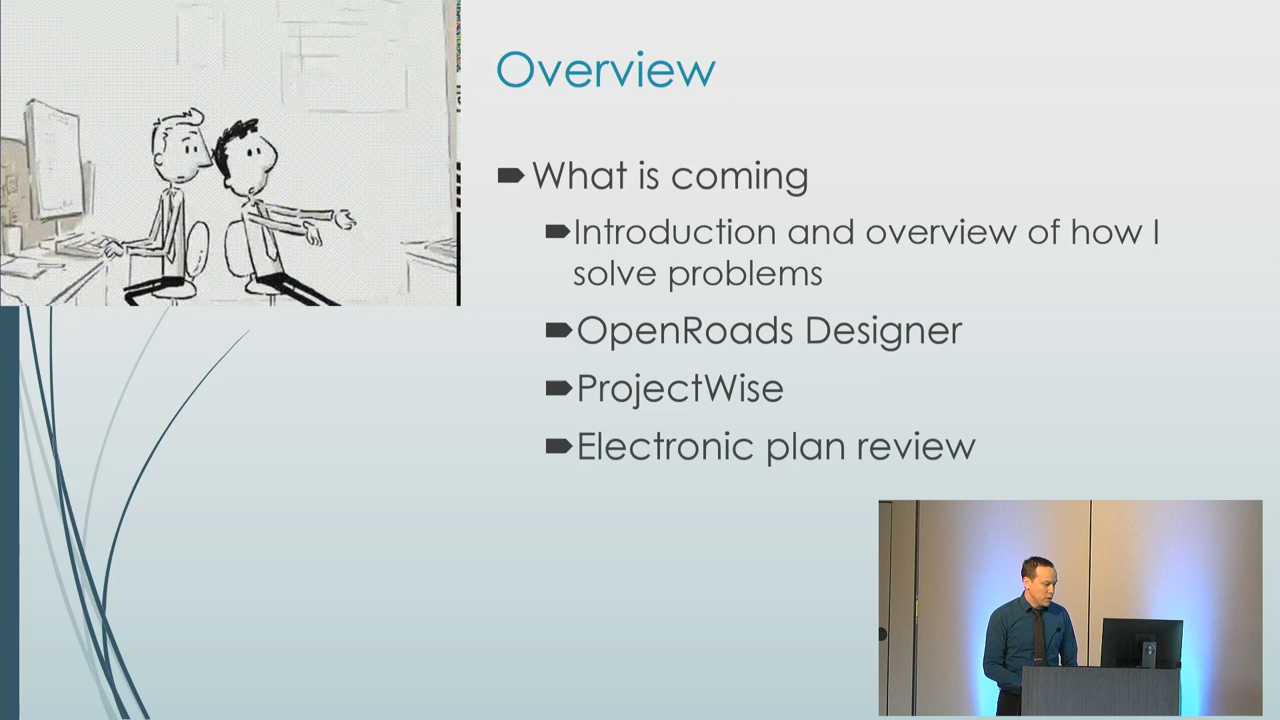 Overview
What is coming
Introduction and overview of how I
solve problems
OpenRoads Designer
ProjectWise
Electronic plan review